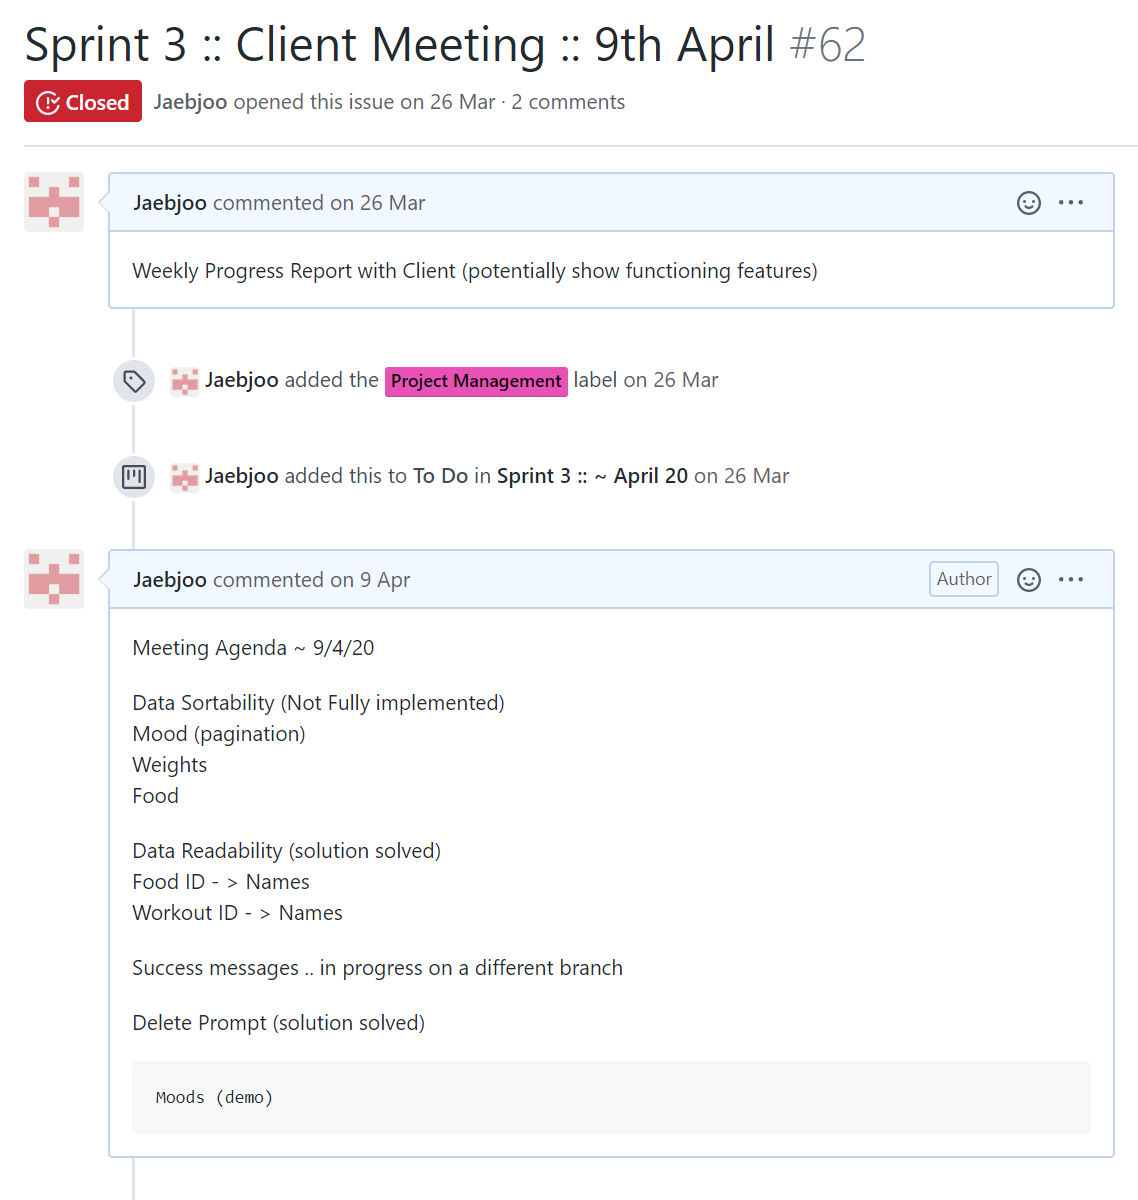 Sprint 3 :: Client Meeting :: 9th April #62
Closed Jaebjoo opened this issue on 26 Mar · 2 comments
Jaebjoo commented on 26 Mar
Weekly Progress Report with Client (potentially show functioning features)
Jaebjoo added the Project Management label on 26 Mar
Jaebjoo added this to To Do in Sprint 3 :: ~ April 20 on 26 Mar
Jaebjoo commented on 9 Apr Author
Meeting Agenda ~ 9/4/20
Data Sortability (Not Fully implemented)
Mood (pagination)
Weights
Food
Data Readability (solution solved)
Food ID - > Names
Workout ID - > Names
Success messages .. in progress on a different branch
Delete Prompt (solution solved)
Moods (demo)